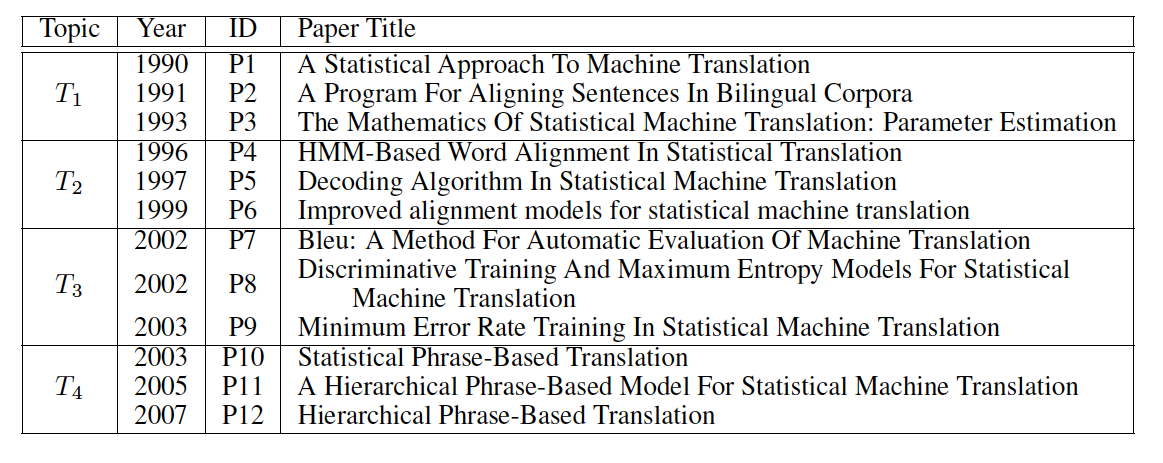 Topic Year ID Paper Title
1990 P1 A Statistical Approach To Machine Translation
T1 1991 P2 A Program For Aligning Sentences In Bilingual Corpora
1993 P3 The Mathematics Of Statistical Machine Translation: Parameter Estimation
1996 P4 HMM-Based Word Alignment In Statistical Translation
T2 1997 P5 Decoding Algorithm In Statistical Machine Translation
1999 P6 Improved alignment models for statistical machine translation
2002 P7 Bleu: A Method For Automatic Evaluation Of Machine Translation
T3 2002 P8 Discriminative Training And Maximum Entropy Models For Statistical
Machine Translation
2003 P9 Minimum Error Rate Training In Statistical Machine Translation
2003 P10 Statistical Phrase-Based Translation
T4 2005 P11 A Hierarchical Phrase-Based Model For Statistical Machine Translation
2007 P12 Hierarchical Phrase-Based Translation